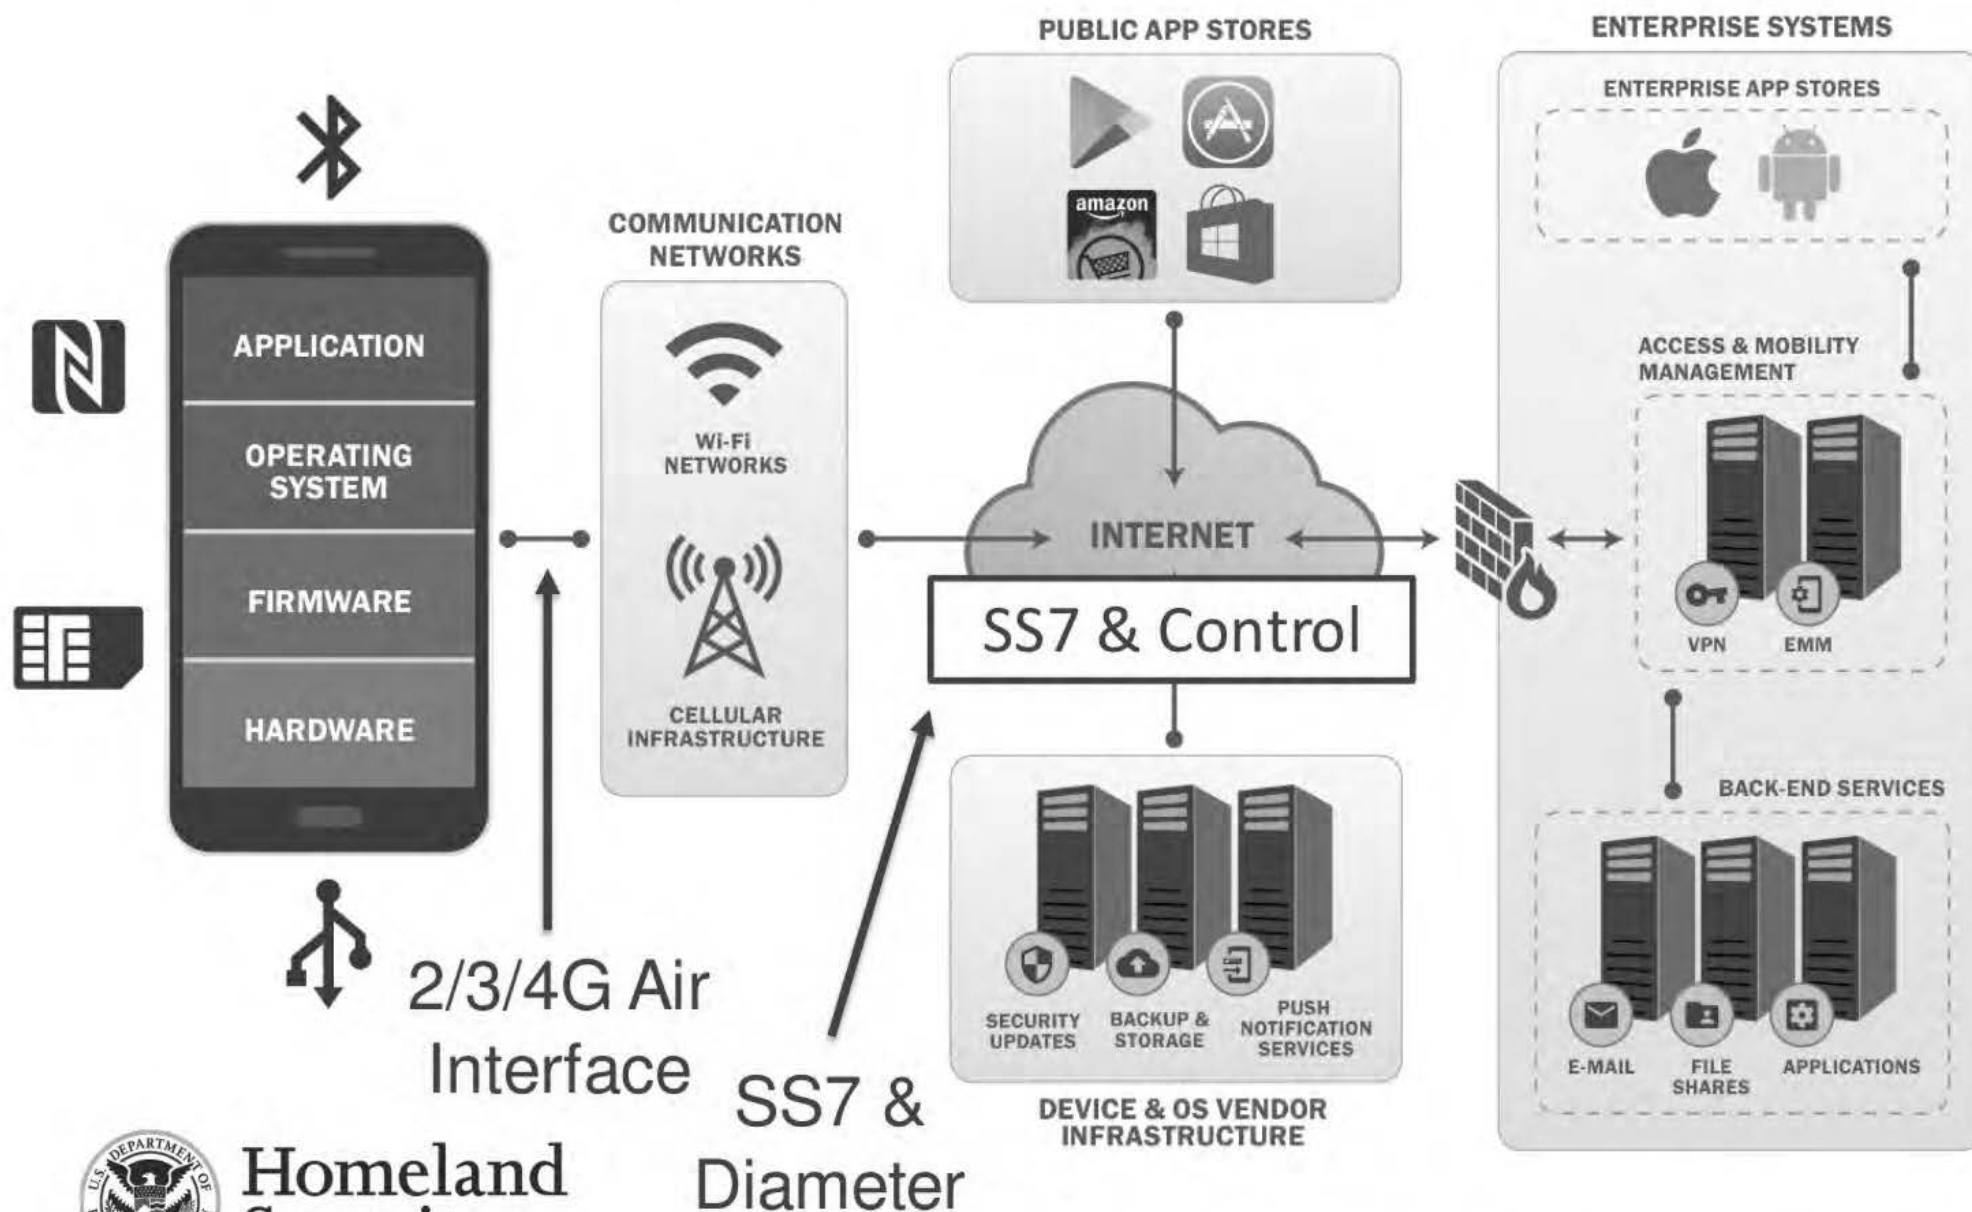 PUBLIC APP STORES
ENTERPRISE SYSTEMS
ENTERPRISE APP STORES
amazon
COMMUNICATION
NETWORKS
APPLICATION
OPERATING
SYSTEM
FIRMWARE
HARDWARE
Wi-Fi
NETWORKS
CELLULAR
INFRASTRUCTURE
INTERNET
SS7 & Control
ACCESS & MOBILITY
MANAGEMENT
VPN
EMM
BACK-END SERVICES
E-MAIL
FILE
SHARES
APPLICATIONS
SECURITY
UPDATES
BACKUP &
STORAGE
PUSH
NOTIFICATION
SERVICES
DEVICE & OS VENDOR
INFRASTRUCTURE
2/3/4G Air
Interface
SS7 &
Diameter
U.S. DEPARTMENT OF
Homeland